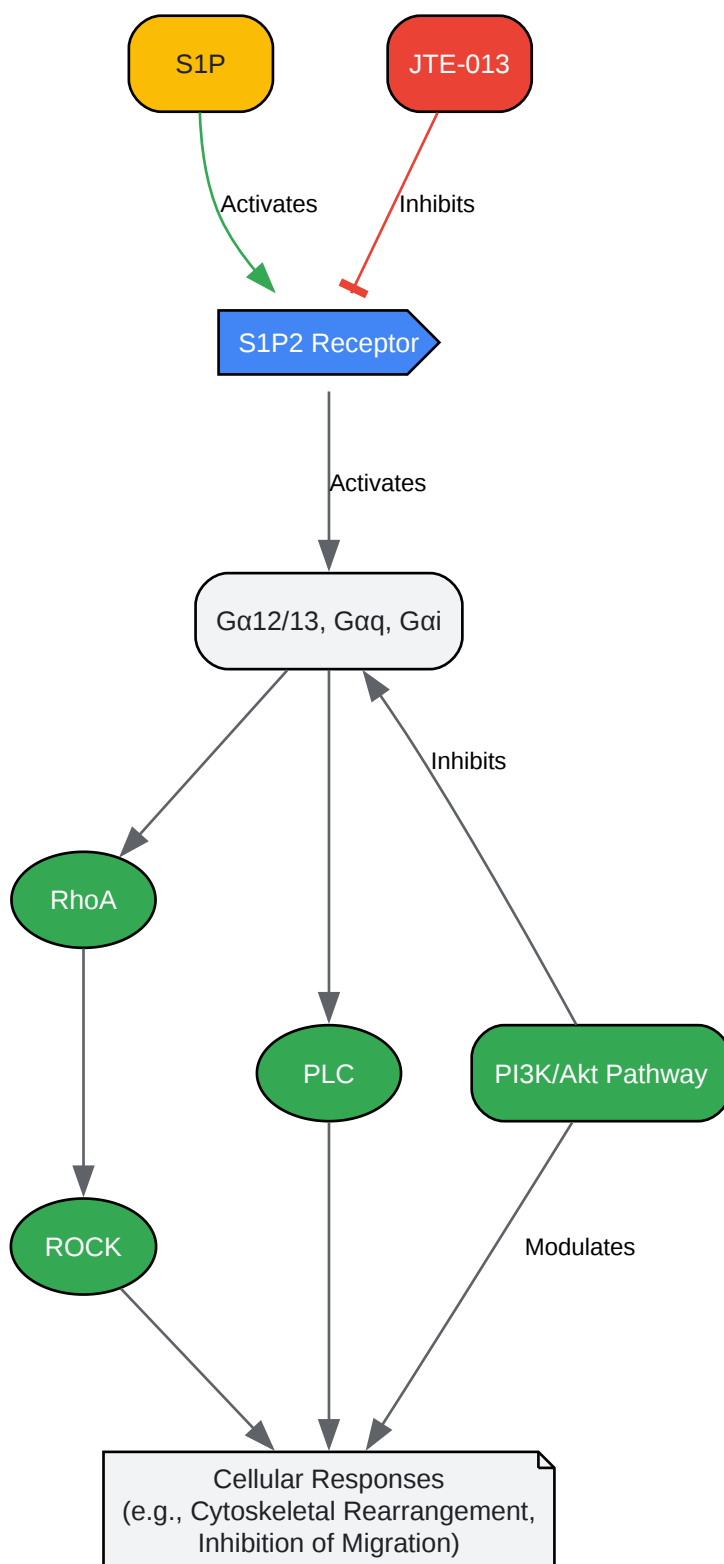 S1P
JTE-013
Activates
Inhibits
S1P2 Receptor
Activates
Gα12/13, Gαq, Gαi
Inhibits
RhoA
PLC
PI3K/Akt Pathway
ROCK
Modulates
Cellular Responses
(e.g., Cytoskeletal Rearrangement,
Inhibition of Migration)